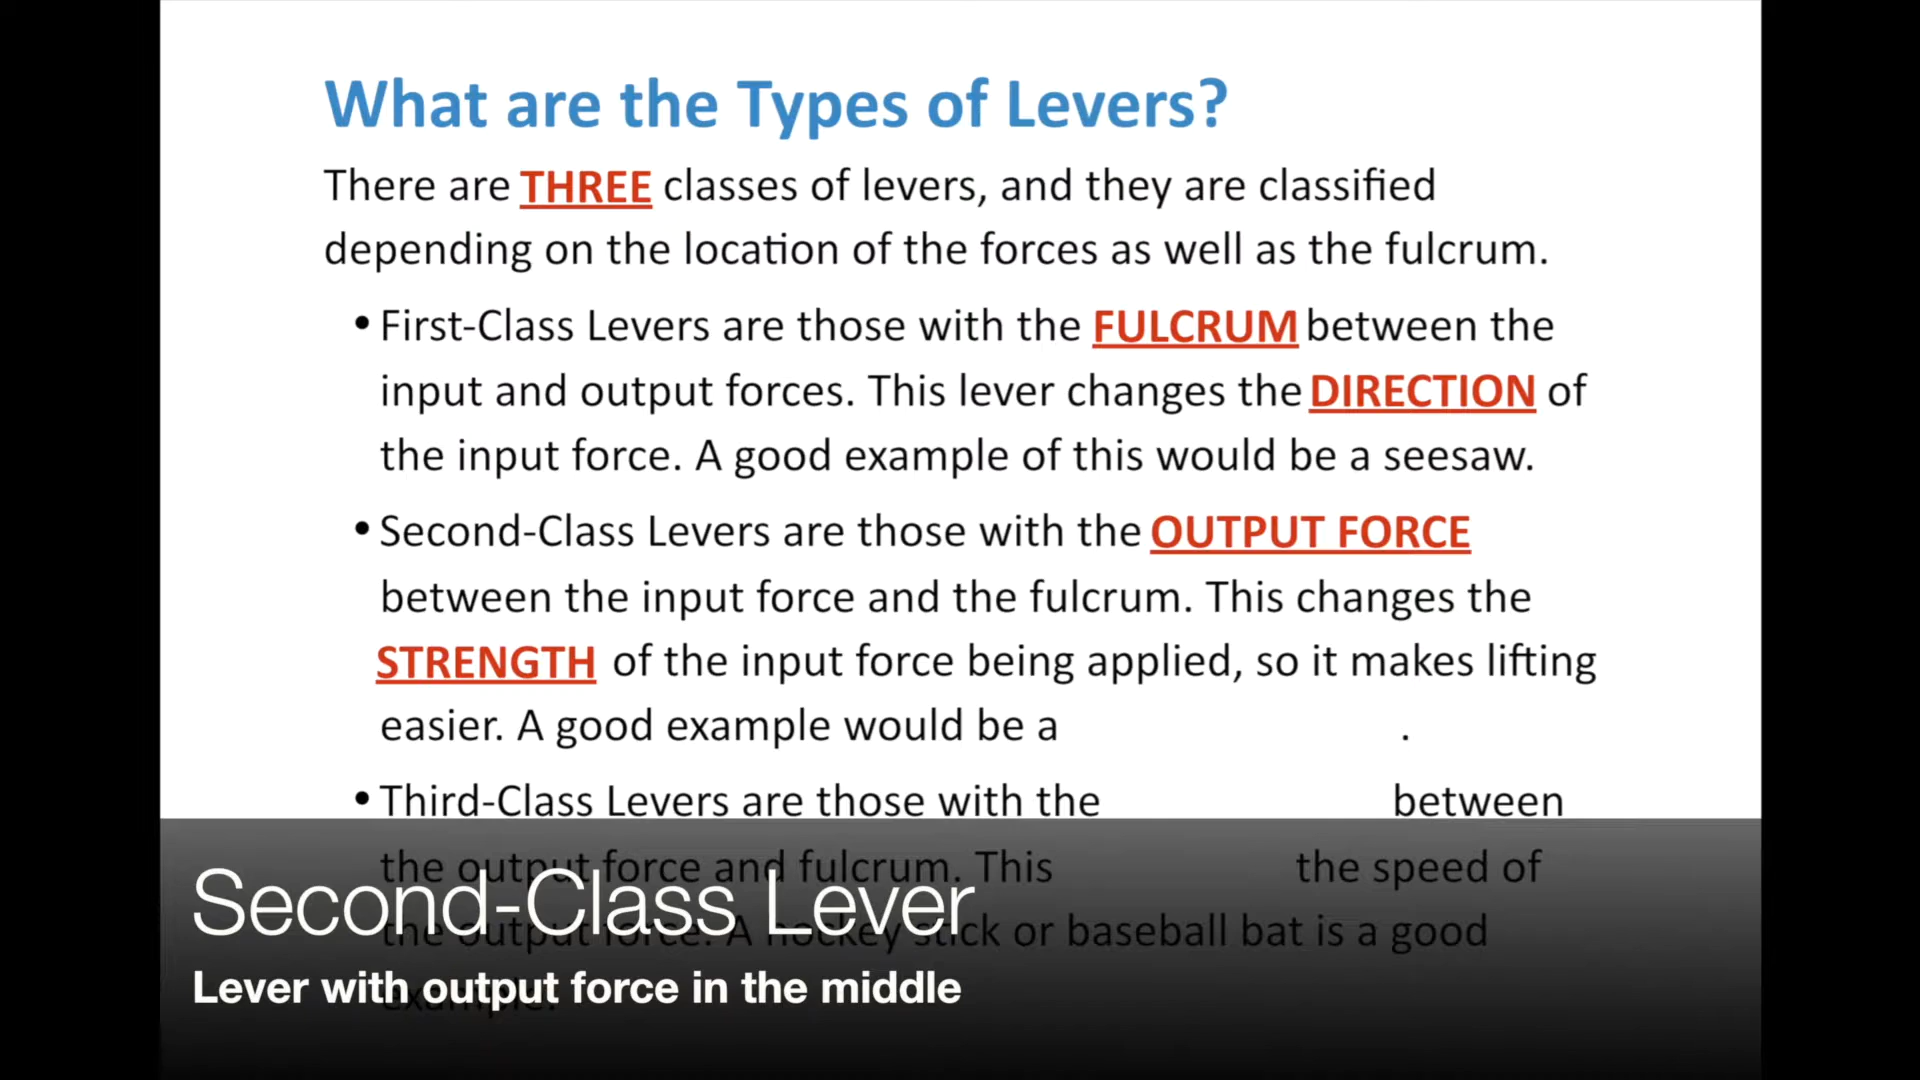 What are the Types of Levers?
There are THREE classes of levers, and they are classified
depending on the location of the forces as well as the fulcrum.
• First-Class Levers are those with the FULCRUM between the
input and output forces. This lever changes the DIRECTION of
the input force. A good example of this would be a seesaw.
• Second-Class Levers are those with the OUTPUT FORCE
between the input force and the fulcrum. This changes the
STRENGTH of the input force being applied, so it makes lifting
easier. A good example would be a .
• Third-Class Levers are those with the between
the output force and fulcrum. This the speed of
the output force. A hockey stick or baseball bat is a good
example.
Second-Class Lever
Lever with output force in the middle